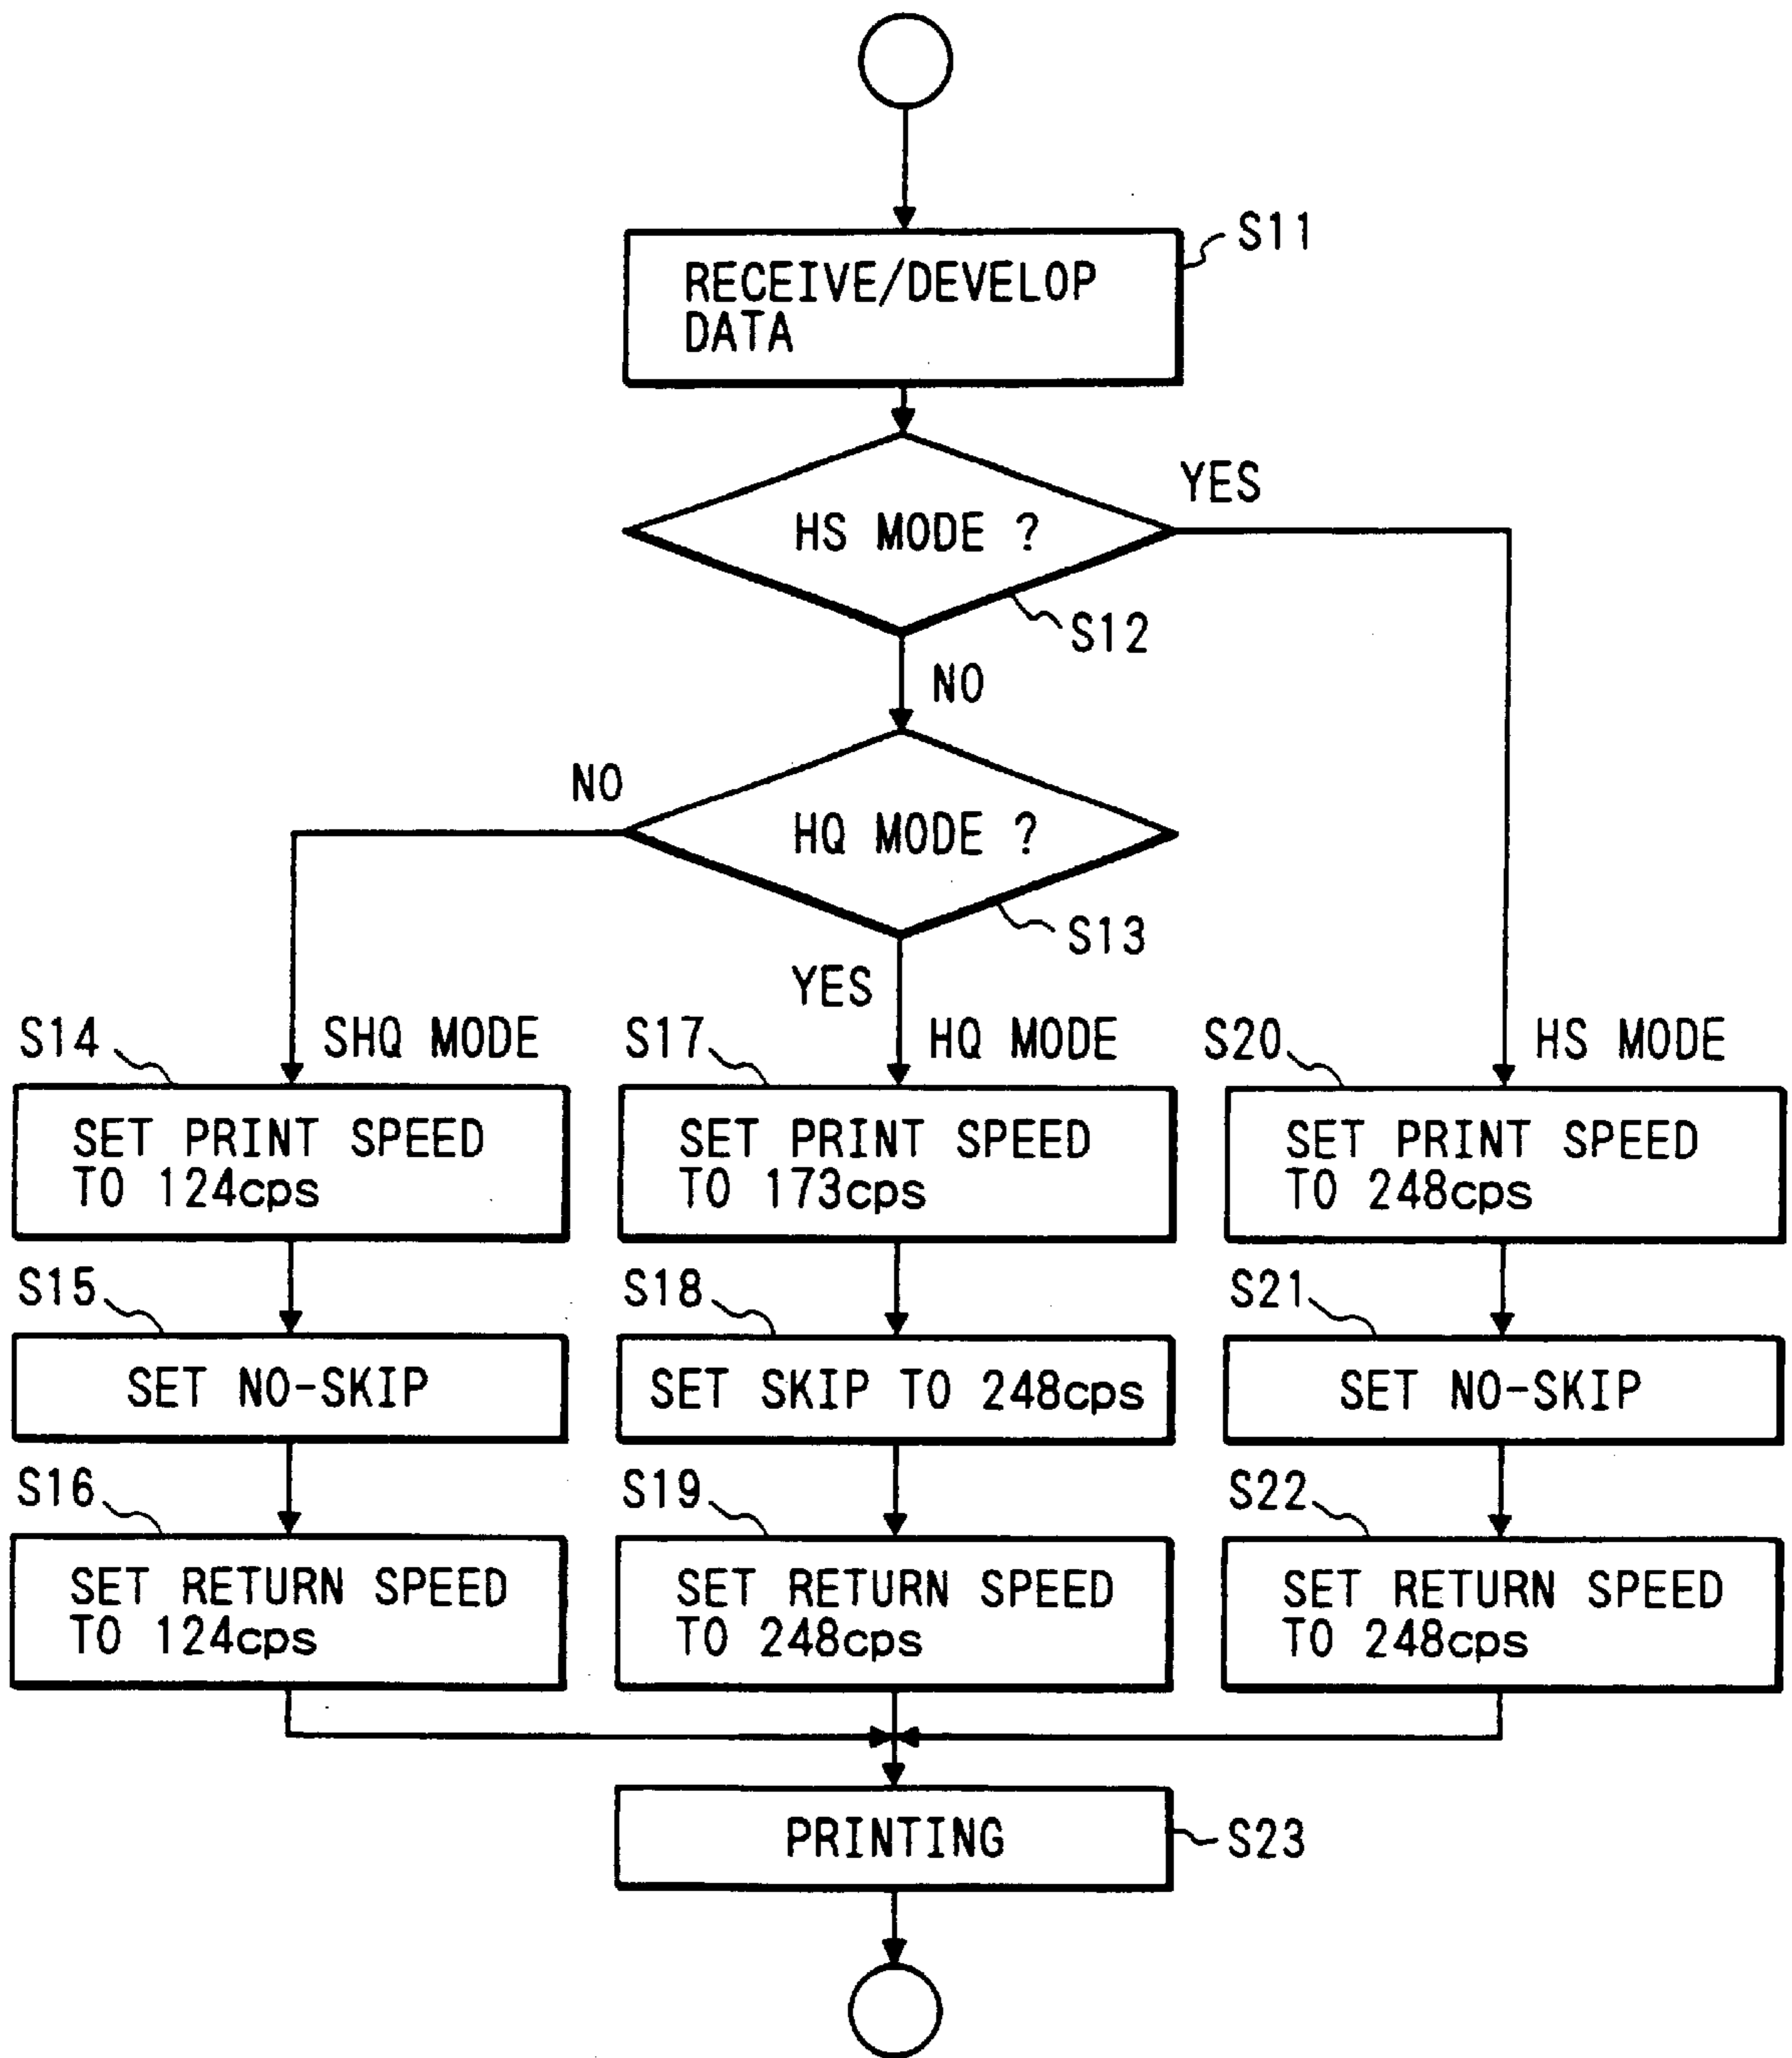 S11
RECEIVE/DEVELOP
DATA
YES
HS MODE ?
S12
NO
NO
HQ MODE ?
S13
YES
S14
SHQ MODE
S17
HQ MODE
S20
HS MODE
SET PRINT SPEED
TO 124cps
SET PRINT SPEED
TO 173cps
SET PRINT SPEED
TO 248cps
S15
S18
S21
SET NO-SKIP
SET SKIP TO 248cps
SET NO-SKIP
S16
S19
S22
SET RETURN SPEED
TO 124cps
SET RETURN SPEED
TO 248cps
SET RETURN SPEED
TO 248cps
PRINTING
S23